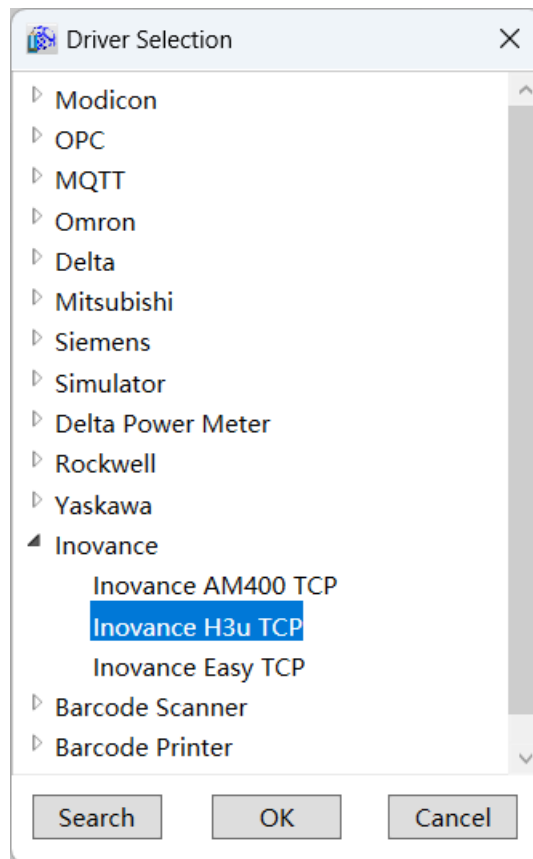 Driver Selection
Modicon
OPC
MQTT
Omron
Delta
Mitsubishi
Siemens
Simulator
Delta Power Meter
Rockwell
Yaskawa
Inovance
Inovance AM400 TCP
Inovance H3u TCP
Inovance Easy TCP
Barcode Scanner
Barcode Printer
Search OK Cancel